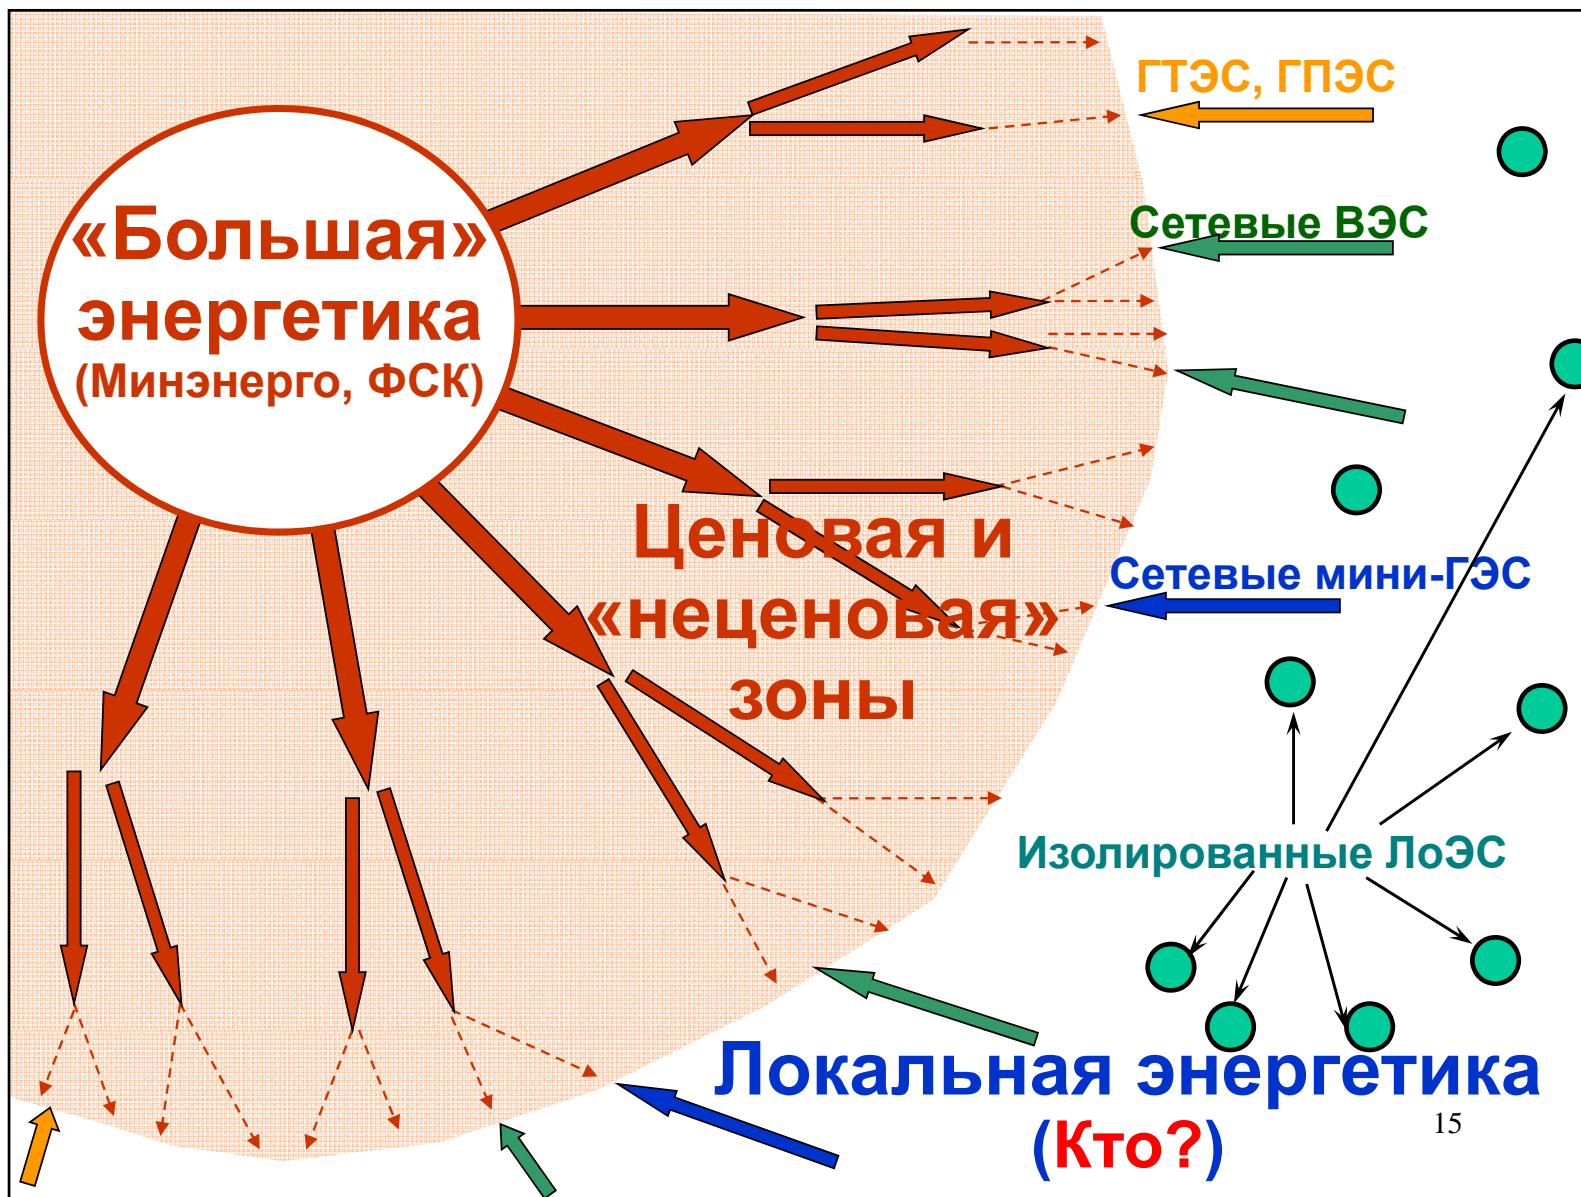 ГТЭС, ГПЭС
Сетевые ВЭС
«Большая»
энергетика
(Минэнерго, ФСК)
Ценовая и
«неценовая»
зоны
Сетевые мини-ГЭС
Изолированные ЛоЭС
Локальная энергетика
(Кто?)
15